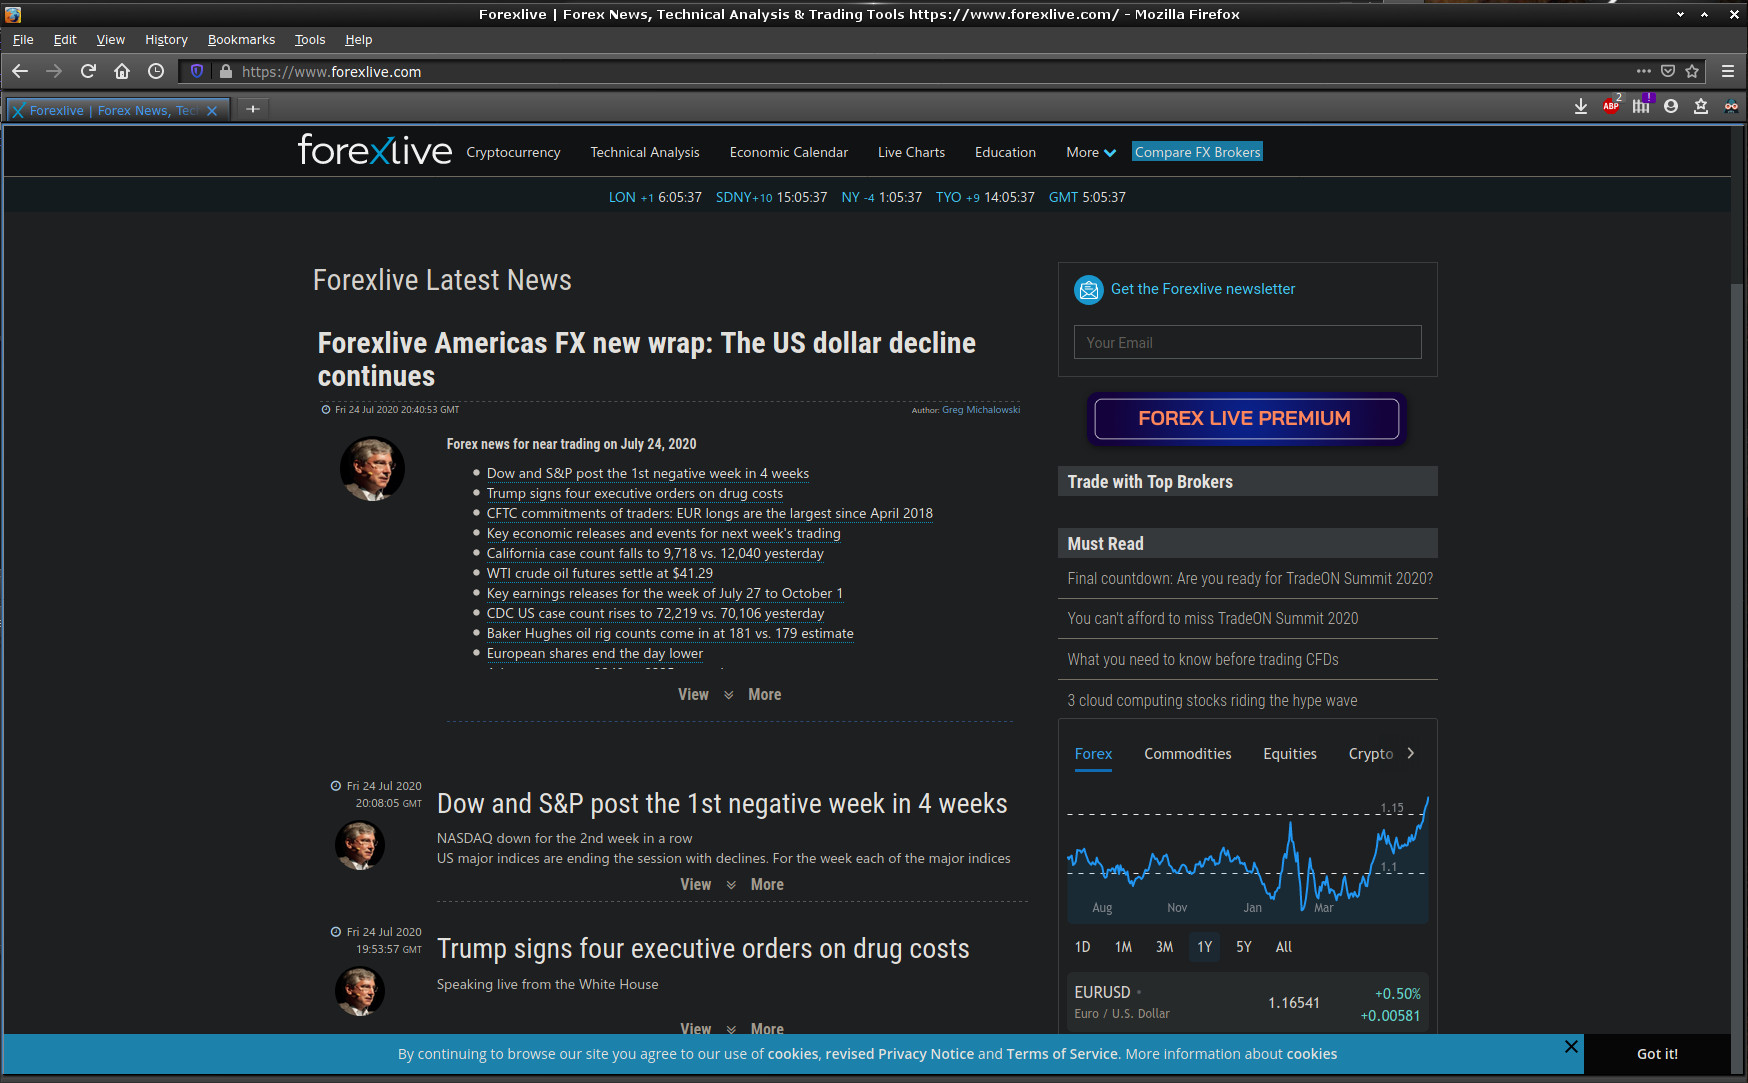 Forexlive | Forex News, Technical Analysis & Trading Tools https://www.forexlive.com/ - Mozilla Firefox
File Edit View History Bookmarks Tools Help
https://www.forexlive.com
Forexlive | Forex News, Tec
ABP 2 !
forexlive Cryptocurrency Technical Analysis Economic Calendar Live Charts Education More Compare FX Brokers
LON +1 6:05:37 SDNY+10 15:05:37 NY -4 1:05:37 TYO +9 14:05:37 GMT 5:05:37
Forexlive Latest News
Forexlive Americas FX new wrap: The US dollar decline
continues
Fri 24 Jul 2020 20:40:53 GMT
Author: Greg Michalowski
Forex news for near trading on July 24, 2020
Dow and S&P post the 1st negative week in 4 weeks
Trump signs four executive orders on drug costs
CFTC commitments of traders: EUR longs are the largest since April 2018
Key economic releases and events for next week's trading
California case count falls to 9,718 vs. 12,040 yesterday
WTI crude oil futures settle at $41.29
Key earnings releases for the week of July 27 to October 1
CDC US case count rises to 72,219 vs. 70,106 yesterday
Baker Hughes oil rig counts come in at 181 vs. 179 estimate
European shares end the day lower
View More
Fri 24 Jul 2020
20:08:05 GMT
Dow and S&P post the 1st negative week in 4 weeks
NASDAQ down for the 2nd week in a row
US major indices are ending the session with declines. For the week each of the major indices
View More
Fri 24 Jul 2020
19:53:57 GMT
Trump signs four executive orders on drug costs
Speaking live from the White House
View More
Get the Forexlive newsletter
Your Email
FOREX LIVE PREMIUM
Trade with Top Brokers
Must Read
Final countdown: Are you ready for TradeON Summit 2020?
You can't afford to miss TradeON Summit 2020
What you need to know before trading CFDs
3 cloud computing stocks riding the hype wave
Forex Commodities Equities Crypto
1.15
1.1
Aug Nov Jan Mar
1D 1M 3M 1Y 5Y All
EURUSD
Euro / U.S. Dollar
1.16541
+0.50%
+0.00581
By continuing to browse our site you agree to our use of cookies, revised Privacy Notice and Terms of Service. More information about cookies
Got it!